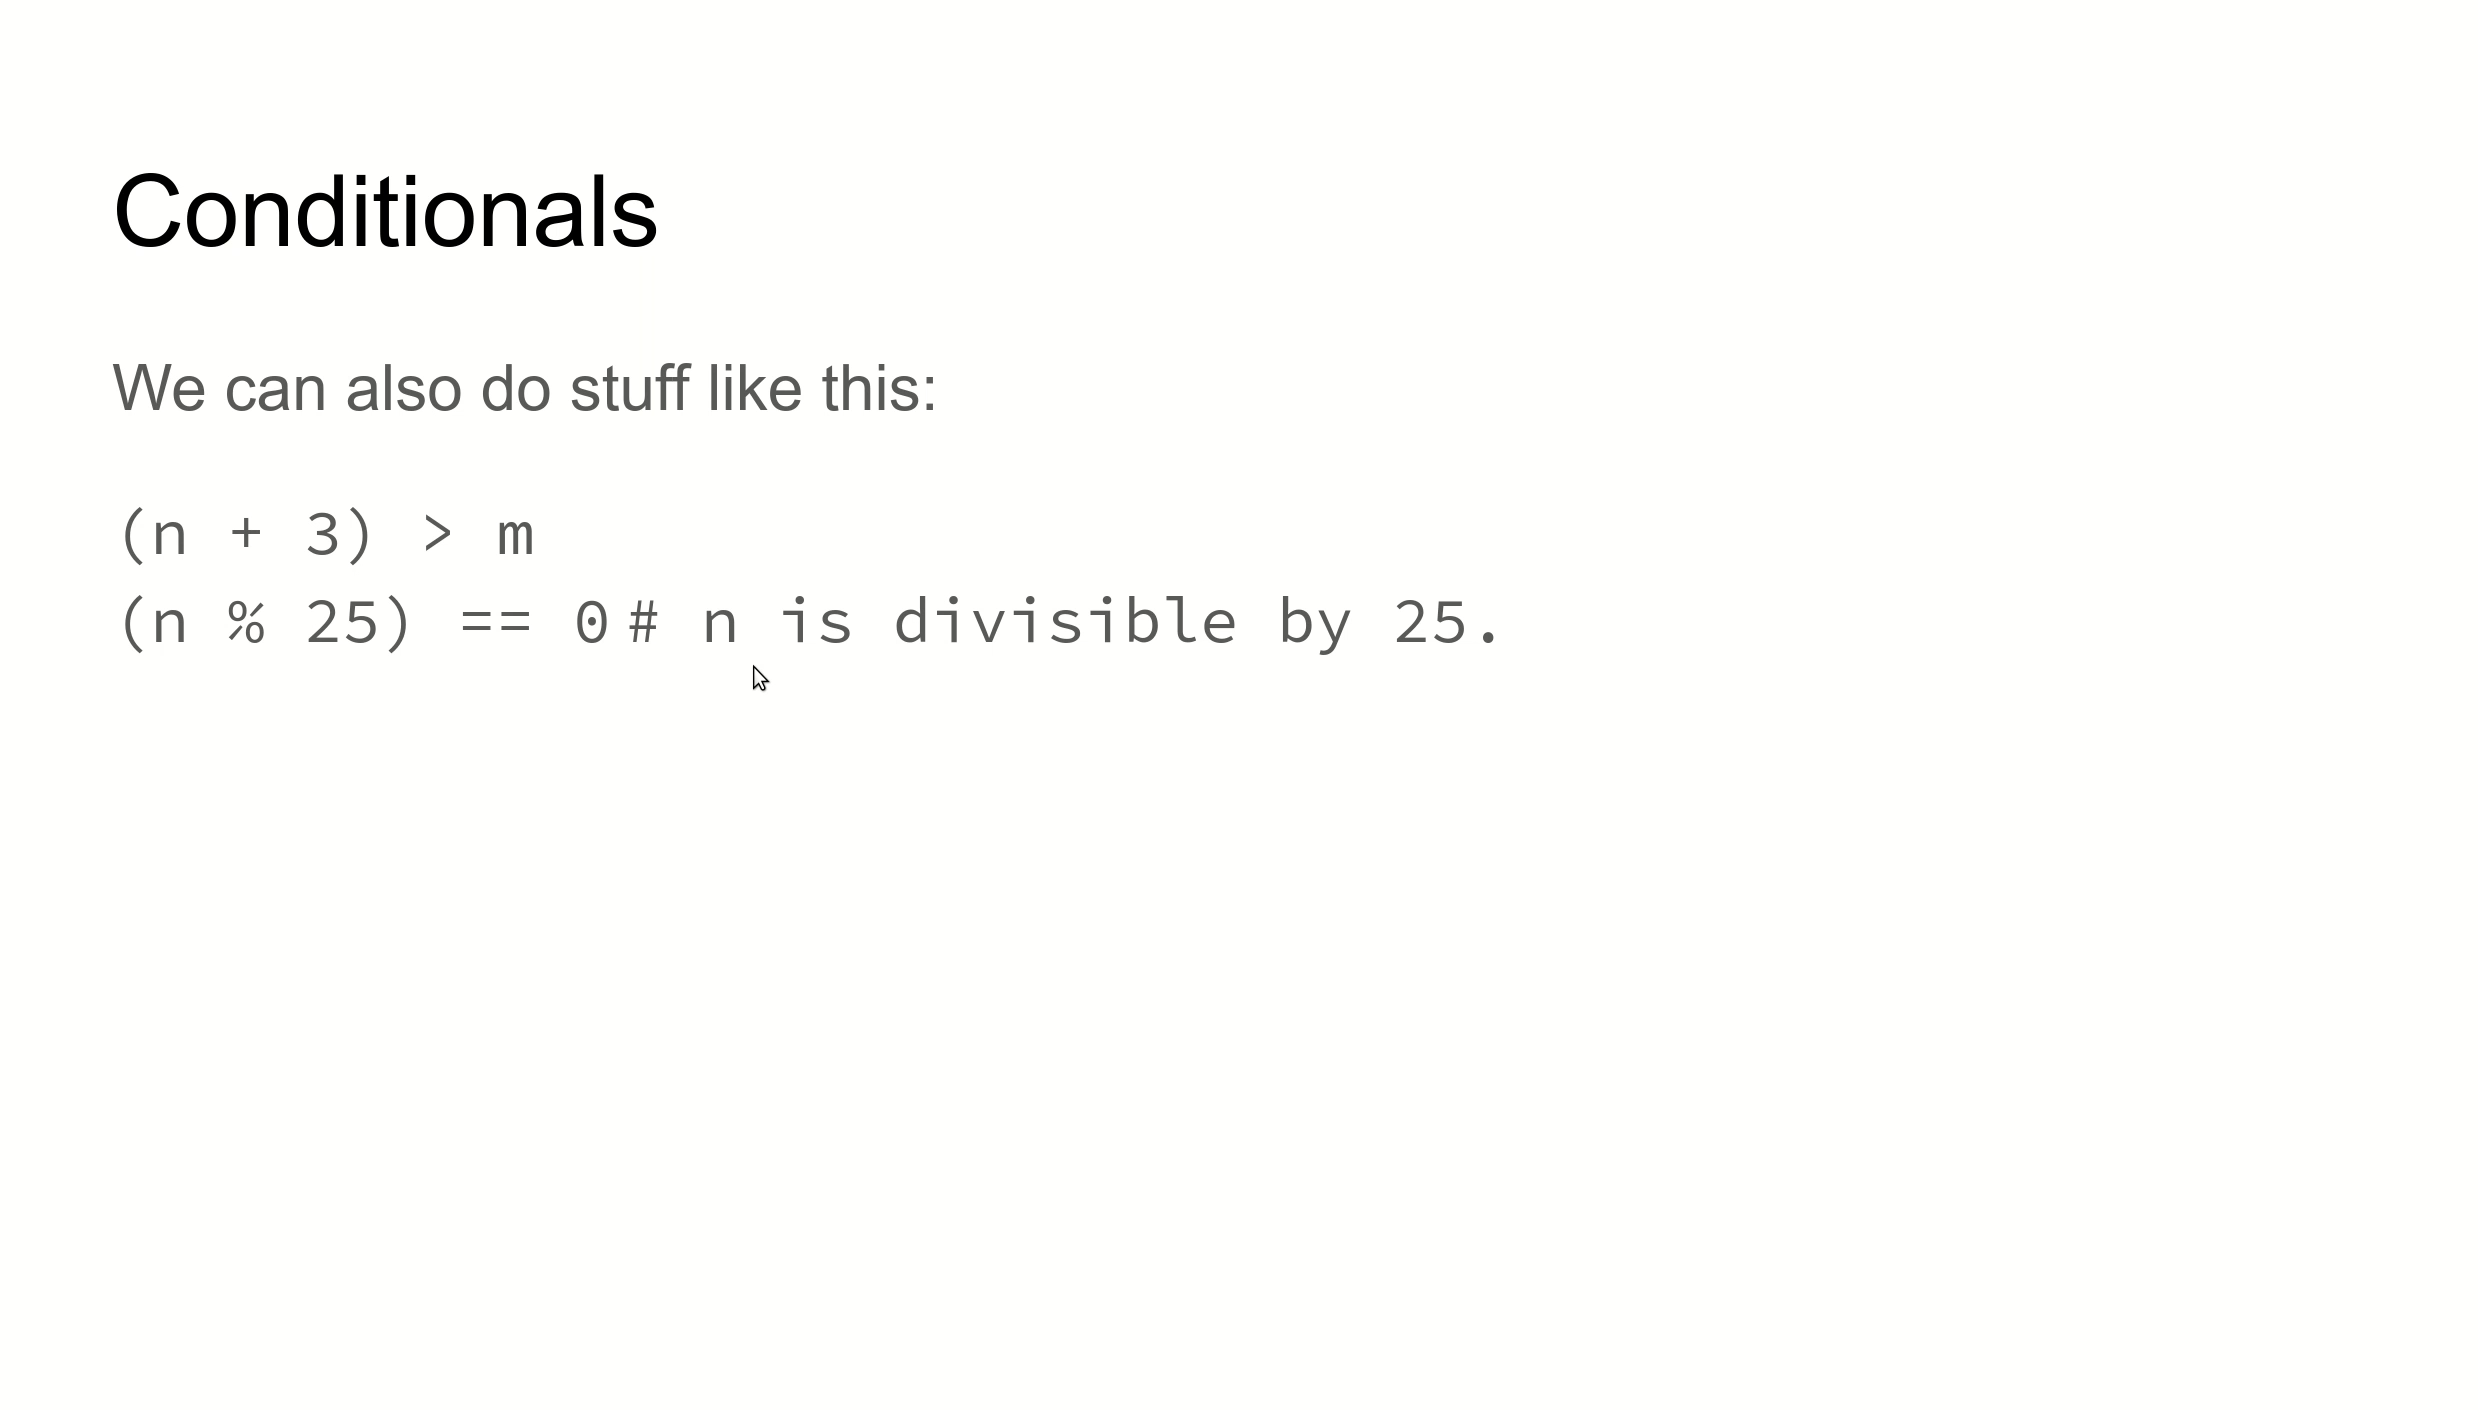 Conditionals
We can also do stuff like this:
(n + 3) > m
(n % 25) == 0 # n is divisible by 25.